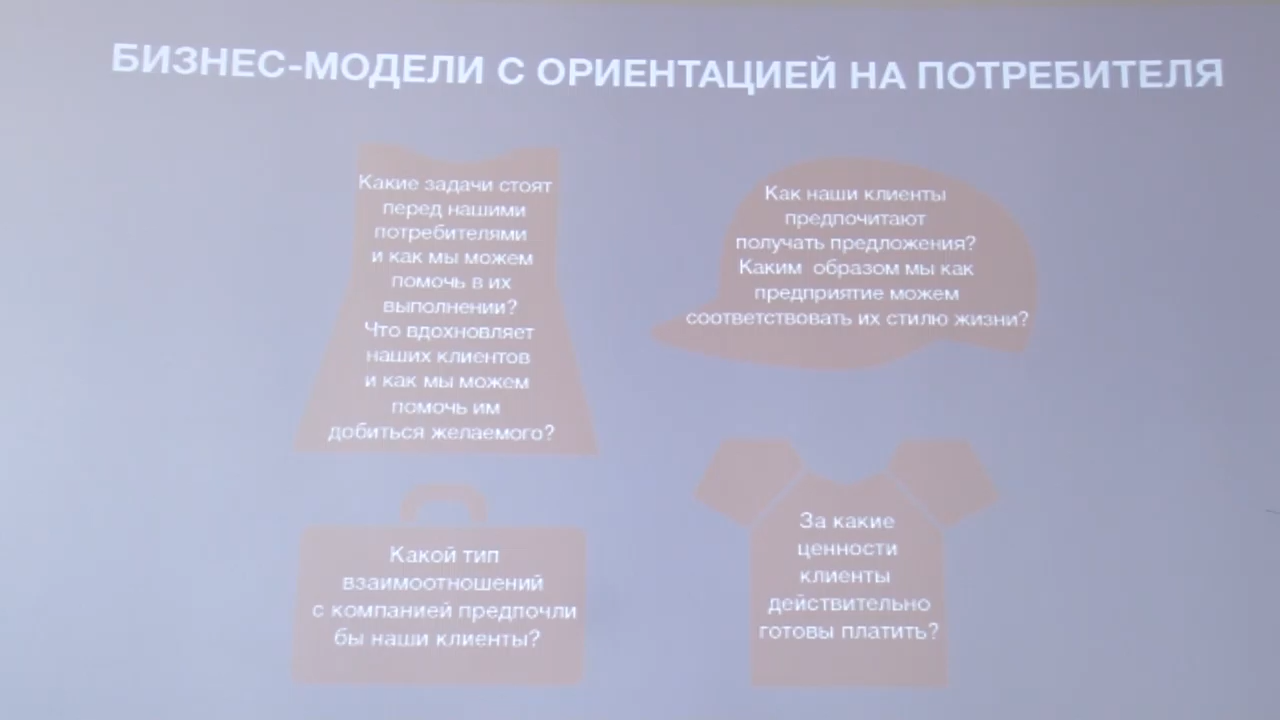 БИЗНЕС-МОДЕЛИ С ОРИЕНТАЦИЕЙ НА ПОТРЕБИТЕЛЯ
Какие задачи стоят
перед нашими
потребителями
и как мы можем
помочь в их
выполнении?
Что вдохновляет
наших клиентов
и как мы можем
помочь им
добиться желаемого?
Как наши клиенты
предпочитают
получать предложения?
Каким образом мы как
предприятие можем
соответствовать их стилю жизни?
Какой тип
взаимоотношений
с компанией предпочли
бы наши клиенты?
За какие
ценности
клиенты
действительно
готовы платить?